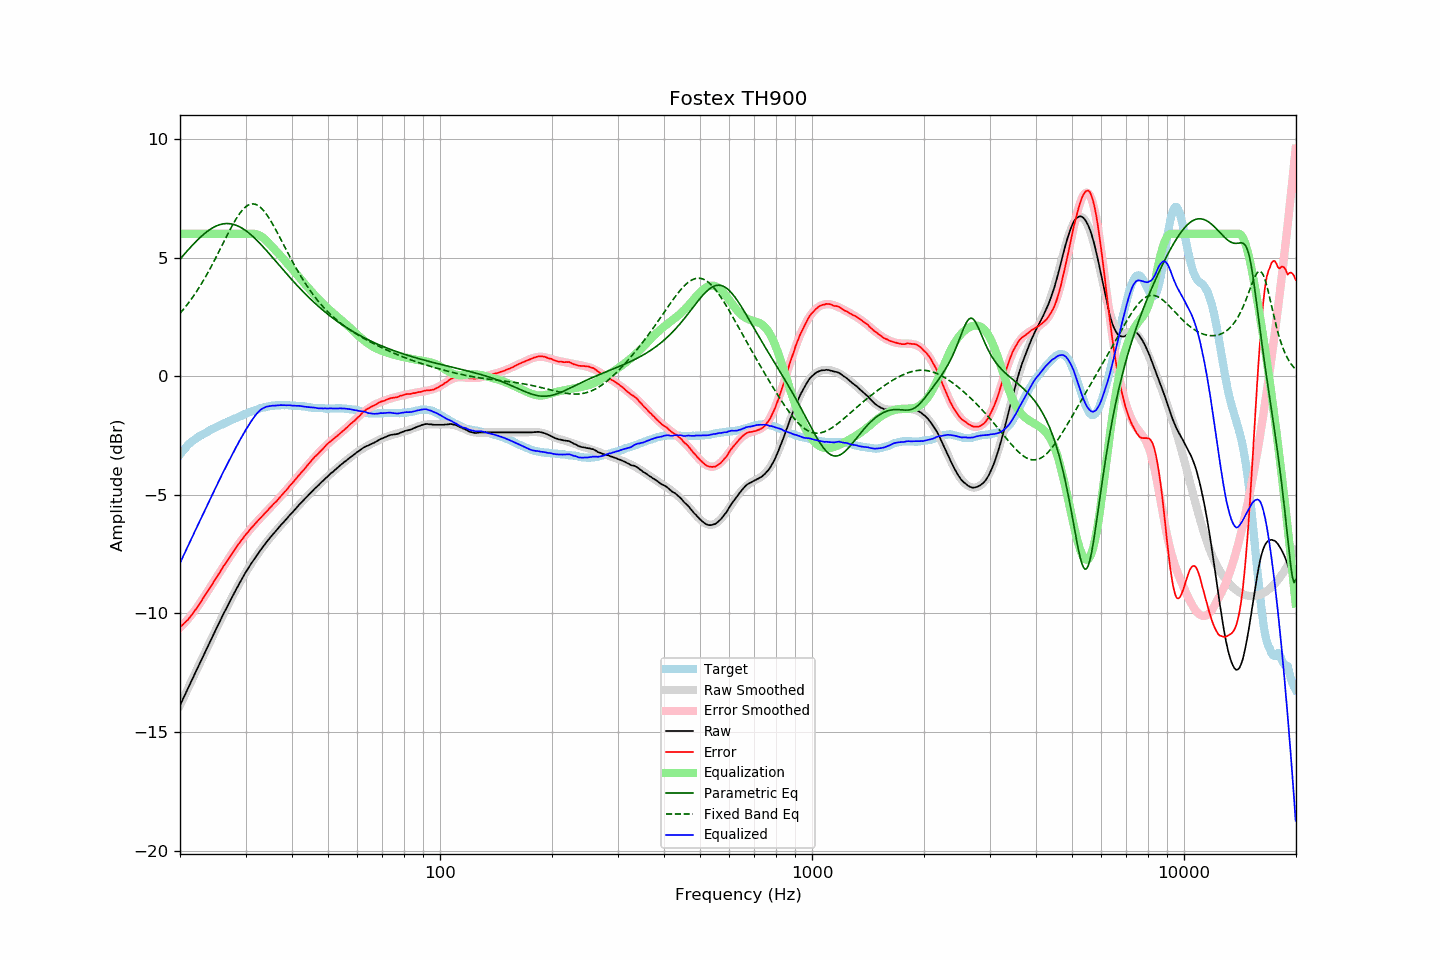 Fostex TH900
10
5
0
−5
−10
−15
−20
Amplitude (dBr)
Target
Raw Smoothed
Error Smoothed
Raw
Error
Equalization
Parametric Eq
Fixed Band Eq
Equalized
100
1000
10000
Frequency (Hz)